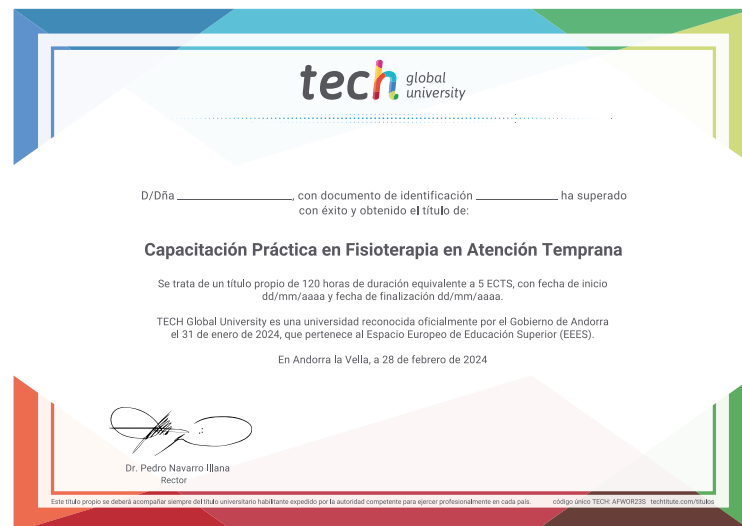 tech global university
D/Dña ____________________, con documento de identificación ______________ ha superado
con éxito y obtenido el título de:
Capacitación Práctica en Fisioterapia en Atención Temprana
Se trata de un título propio de 120 horas de duración equivalente a 5 ECTS, con fecha de inicio
dd/mm/aaaa y fecha de finalización dd/mm/aaaa.
TECH Global University es una universidad reconocida oficialmente por el Gobierno de Andorra
el 31 de enero de 2024, que pertenece al Espacio Europeo de Educación Superior (EEES).
En Andorra la Vella, a 28 de febrero de 2024
Dr. Pedro Navarro Illana
Rector
Este título propio se deberá acompañar siempre del título universitario habilitante expedido por la autoridad competente para ejercer profesionalmente en cada país. código único TECH: AFWOR23S techtitute.com/titulos